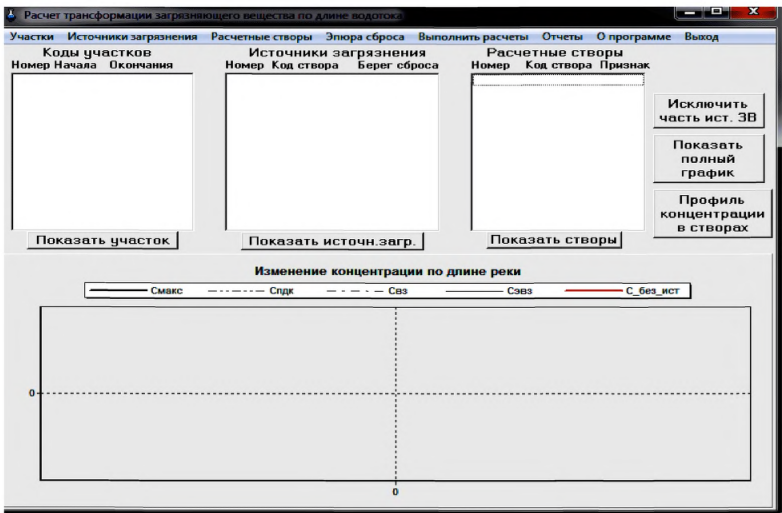 Расчет трансформации загрязняющего вещества по длине водотока
Участки Источники загрязнения Расчетные створы Эпюра сброса Выполнить расчеты Отчеты О программе Выход
Коды участков
Номер Начала Окончания
Источники загрязнения
Номер Код створа Берег сброса
Расчетные створы
Номер Код створа Признак
Исключить
часть ист. ЗВ
Показать
полный
график
Профиль
концентрации
в створах
Показать участок
Показать источн.загр.
Показать створы
Изменение концентрации по длине реки
Смакс Спдк Свз Сэвз С_без_ист
0
0